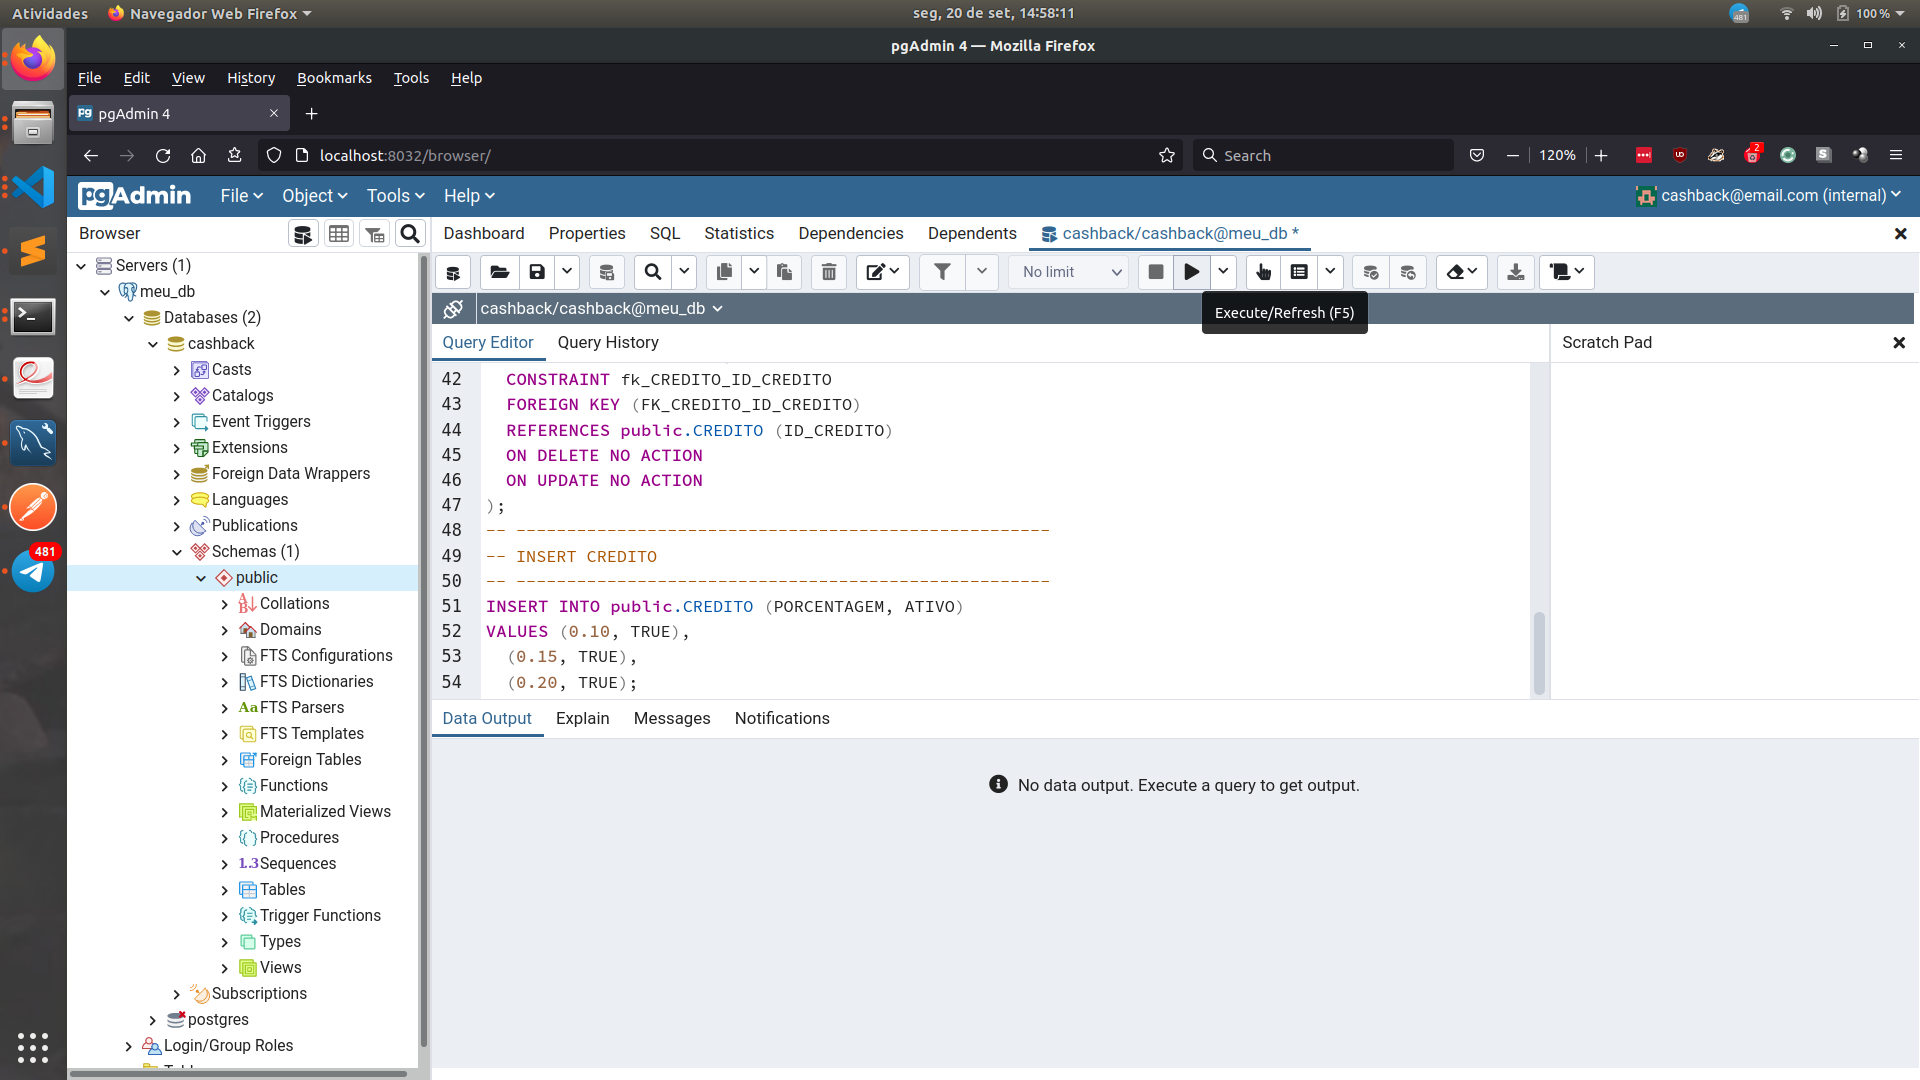 Atividades Navegador Web Firefox seg, 20 de set, 14:58:11 481 100 %
pgAdmin 4 — Mozilla Firefox
File Edit View History Bookmarks Tools Help
pgAdmin 4
localhost:8032/browser/ Search 120% 2
pgAdmin File Object Tools Help cashback@email.com (internal)
Browser Dashboard Properties SQL Statistics Dependencies Dependents cashback/cashback@meu_db *
No limit
cashback/cashback@meu_db
Execute/Refresh (F5)
Query Editor Query History Scratch Pad
Servers (1)
meu_db
Databases (2)
cashback
Casts
Catalogs
Event Triggers
Extensions
Foreign Data Wrappers
Languages
Publications
Schemas (1)
public
Collations
Domains
FTS Configurations
FTS Dictionaries
FTS Parsers
FTS Templates
Foreign Tables
Functions
Materialized Views
Procedures
1..3 Sequences
Tables
Trigger Functions
Types
Views
Subscriptions
postgres
Login/Group Roles
481
42 CONSTRAINT fk_CREDITO_ID_CREDITO
43 FOREIGN KEY (FK_CREDITO_ID_CREDITO)
44 REFERENCES public.CREDITO (ID_CREDITO)
45 ON DELETE NO ACTION
46 ON UPDATE NO ACTION
47 );
48 -- -----------------------------------------------------
49 -- INSERT CREDITO
50 -- -----------------------------------------------------
51 INSERT INTO public.CREDITO (PORCENTAGEM, ATIVO)
52 VALUES (0.10, TRUE),
53 (0.15, TRUE),
54 (0.20, TRUE);
Data Output Explain Messages Notifications
No data output. Execute a query to get output.